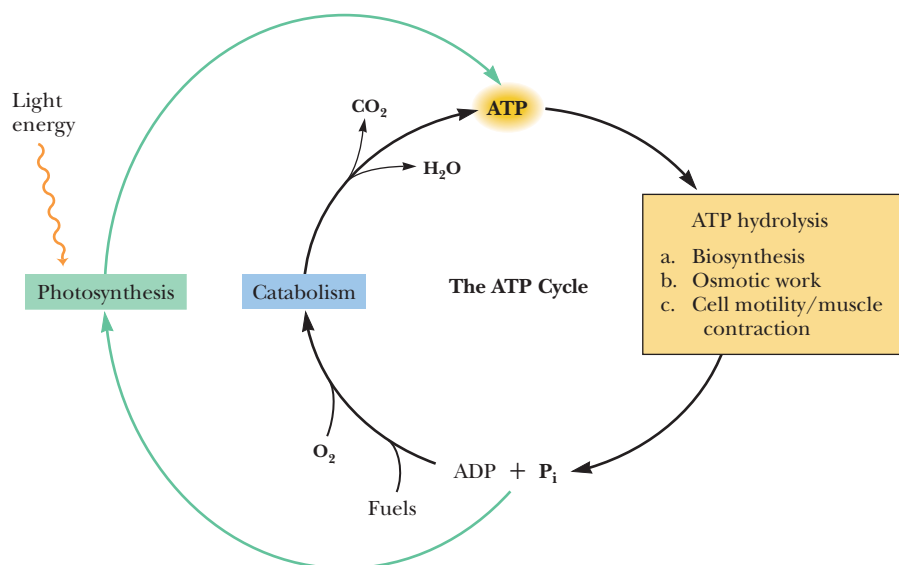 Light
energy
CO₂
ATP
H₂O
ATP hydrolysis
a. Biosynthesis
b. Osmotic work
c. Cell motility/muscle
contraction
Photosynthesis
Catabolism
The ATP Cycle
O₂
ADP + Pᵢ
Fuels